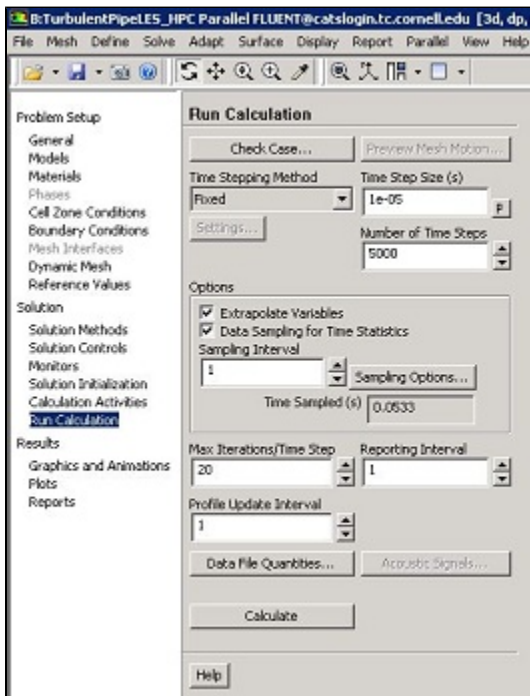 B:TurbulentPipeLES_HPC Parallel FLUENT@catslogin.tc.cornell.edu [3d, dp,
File Mesh Define Solve Adapt Surface Display Report Parallel View Help
Problem Setup
General
Models
Materials
Phases
Cell Zone Conditions
Boundary Conditions
Mesh Interfaces
Dynamic Mesh
Reference Values
Solution
Solution Methods
Solution Controls
Monitors
Solution Initialization
Calculation Activities
Run Calculation
Results
Graphics and Animations
Plots
Reports
Run Calculation
Check Case... Preview Mesh Motion...
Time Stepping Method Time Step Size (s)
Fixed 1e-05 P
Settings... Number of Time Steps
5000
Options
Extrapolate Variables
Data Sampling for Time Statistics
Sampling Interval
1 Sampling Options...
Time Sampled (s) 0.0533
Max Iterations/Time Step Reporting Interval
20 1
Profile Update Interval
1
Data File Quantities... Acoustic Signals...
Calculate
Help